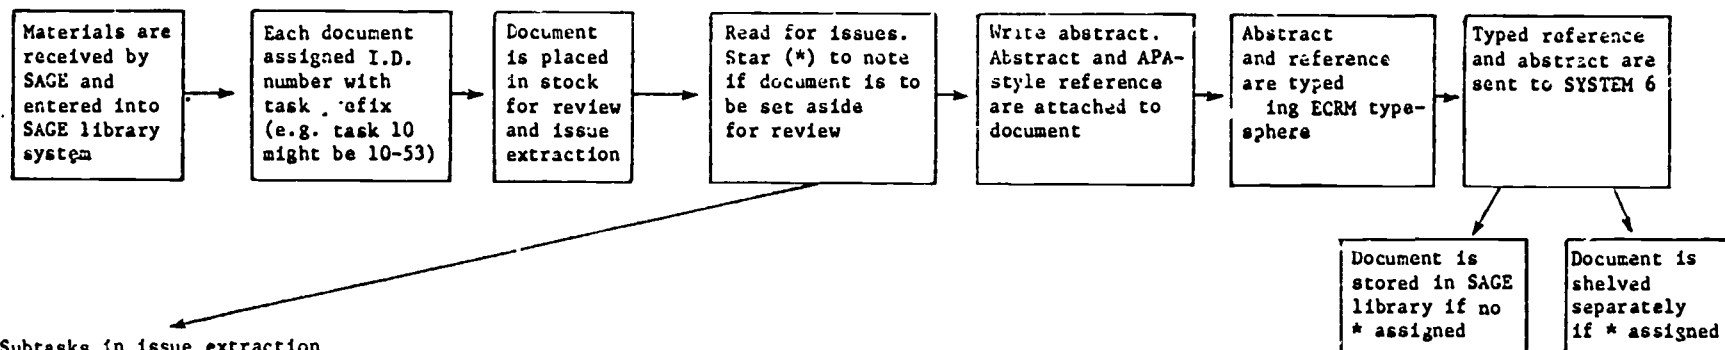 Materials are
received by
SAGE and
entered into
SAGE library
system
Each document
assigned I.D.
number with
task efix
(e.g. task 10
might be 10-53)
Document
is placed
in stock
for review
and issue
extraction
Read for issues.
Star (*) to note
if document is to
be set aside
for review
Write abstract.
Abstract and APA-
style reference
are attached to
document
Abstract
and reference
are typed
ing ECRM type-
sphere
Typed reference
and abstract are
sent to SYSTEM 6
Document is
stored in SAGE
library if no
* assigned
Document is
shelved
separately
if * assigned
Subtasks in issue extraction